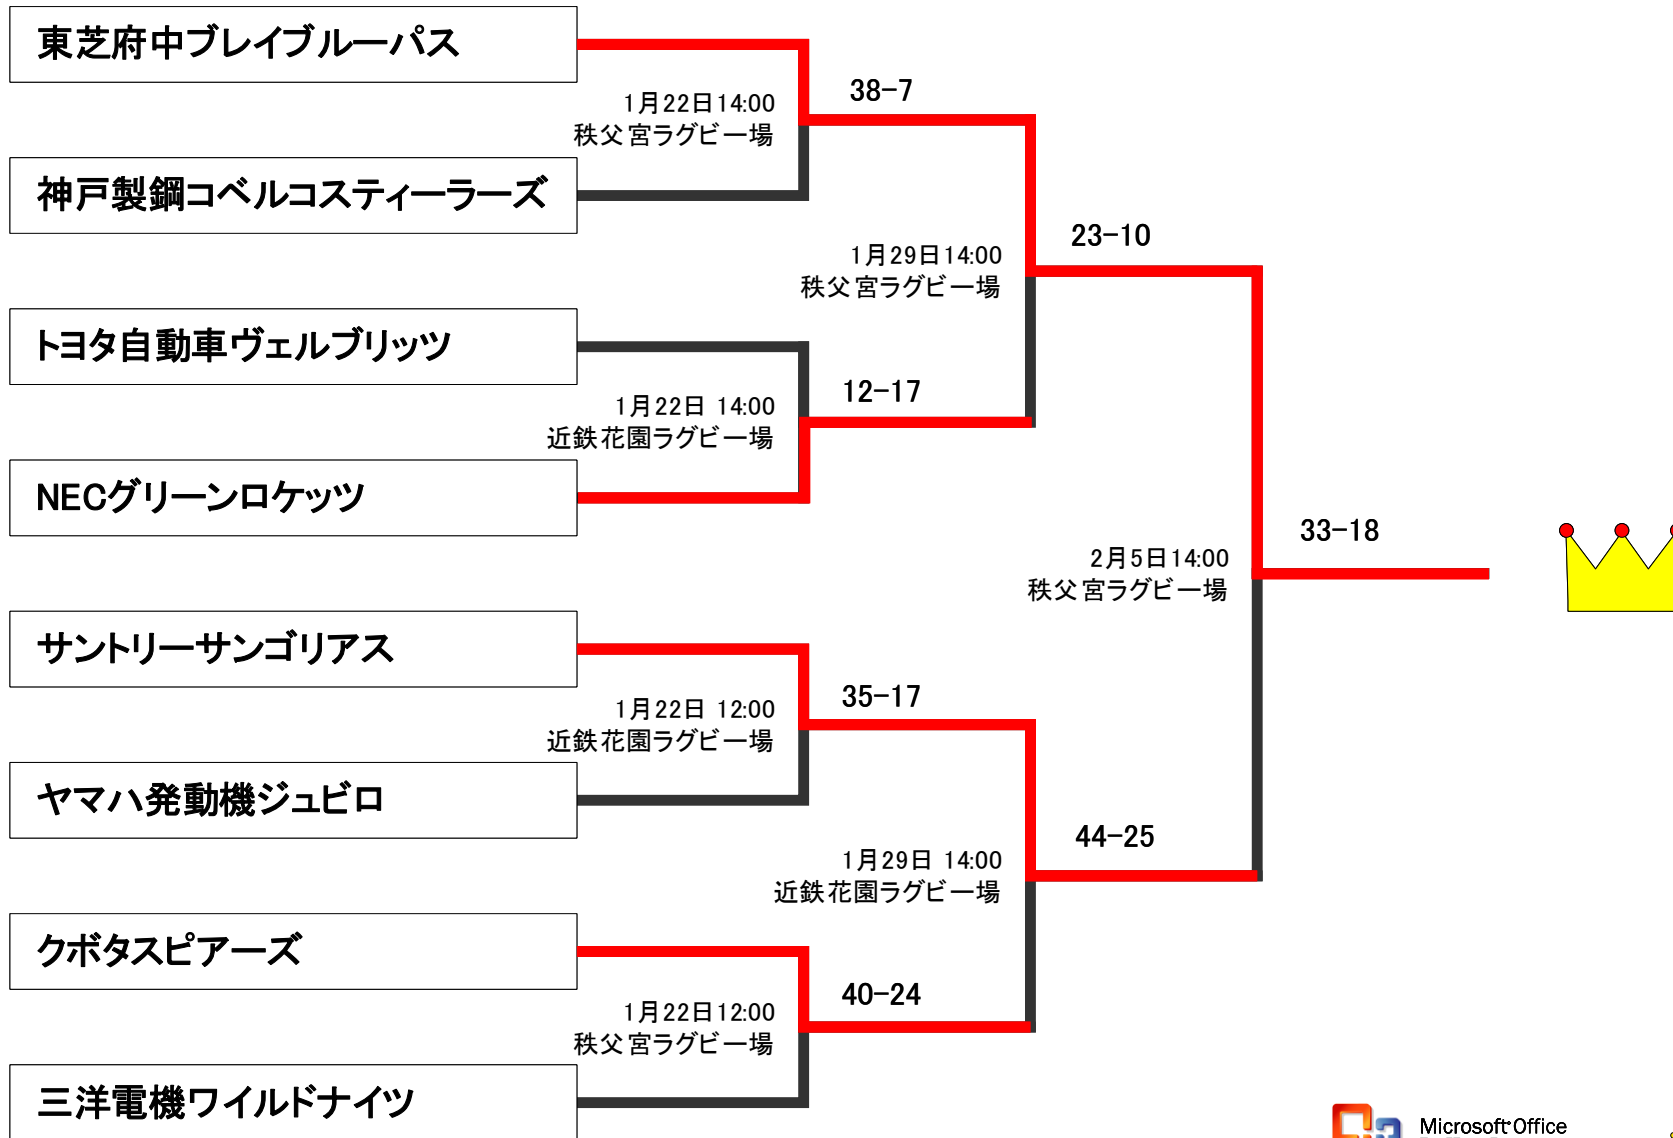 東芝府中ブレイブルーパス
1月22日14:00
秩父宮ラグビー場
38-7
神戸製鋼コベルコスティーラーズ
1月29日14:00
秩父宮ラグビー場
23-10
トヨタ自動車ヴェルブリッツ
1月22日 14:00
近鉄花園ラグビー場
12-17
NECグリーンロケッツ
2月5日14:00
秩父宮ラグビー場
33-18
サントリーサンゴリアス
1月22日 12:00
近鉄花園ラグビー場
35-17
ヤマハ発動機ジュビロ
1月29日 14:00
近鉄花園ラグビー場
44-25
クボタスピアーズ
1月22日12:00
秩父宮ラグビー場
40-24
三洋電機ワイルドナイツ
Microsoft Office